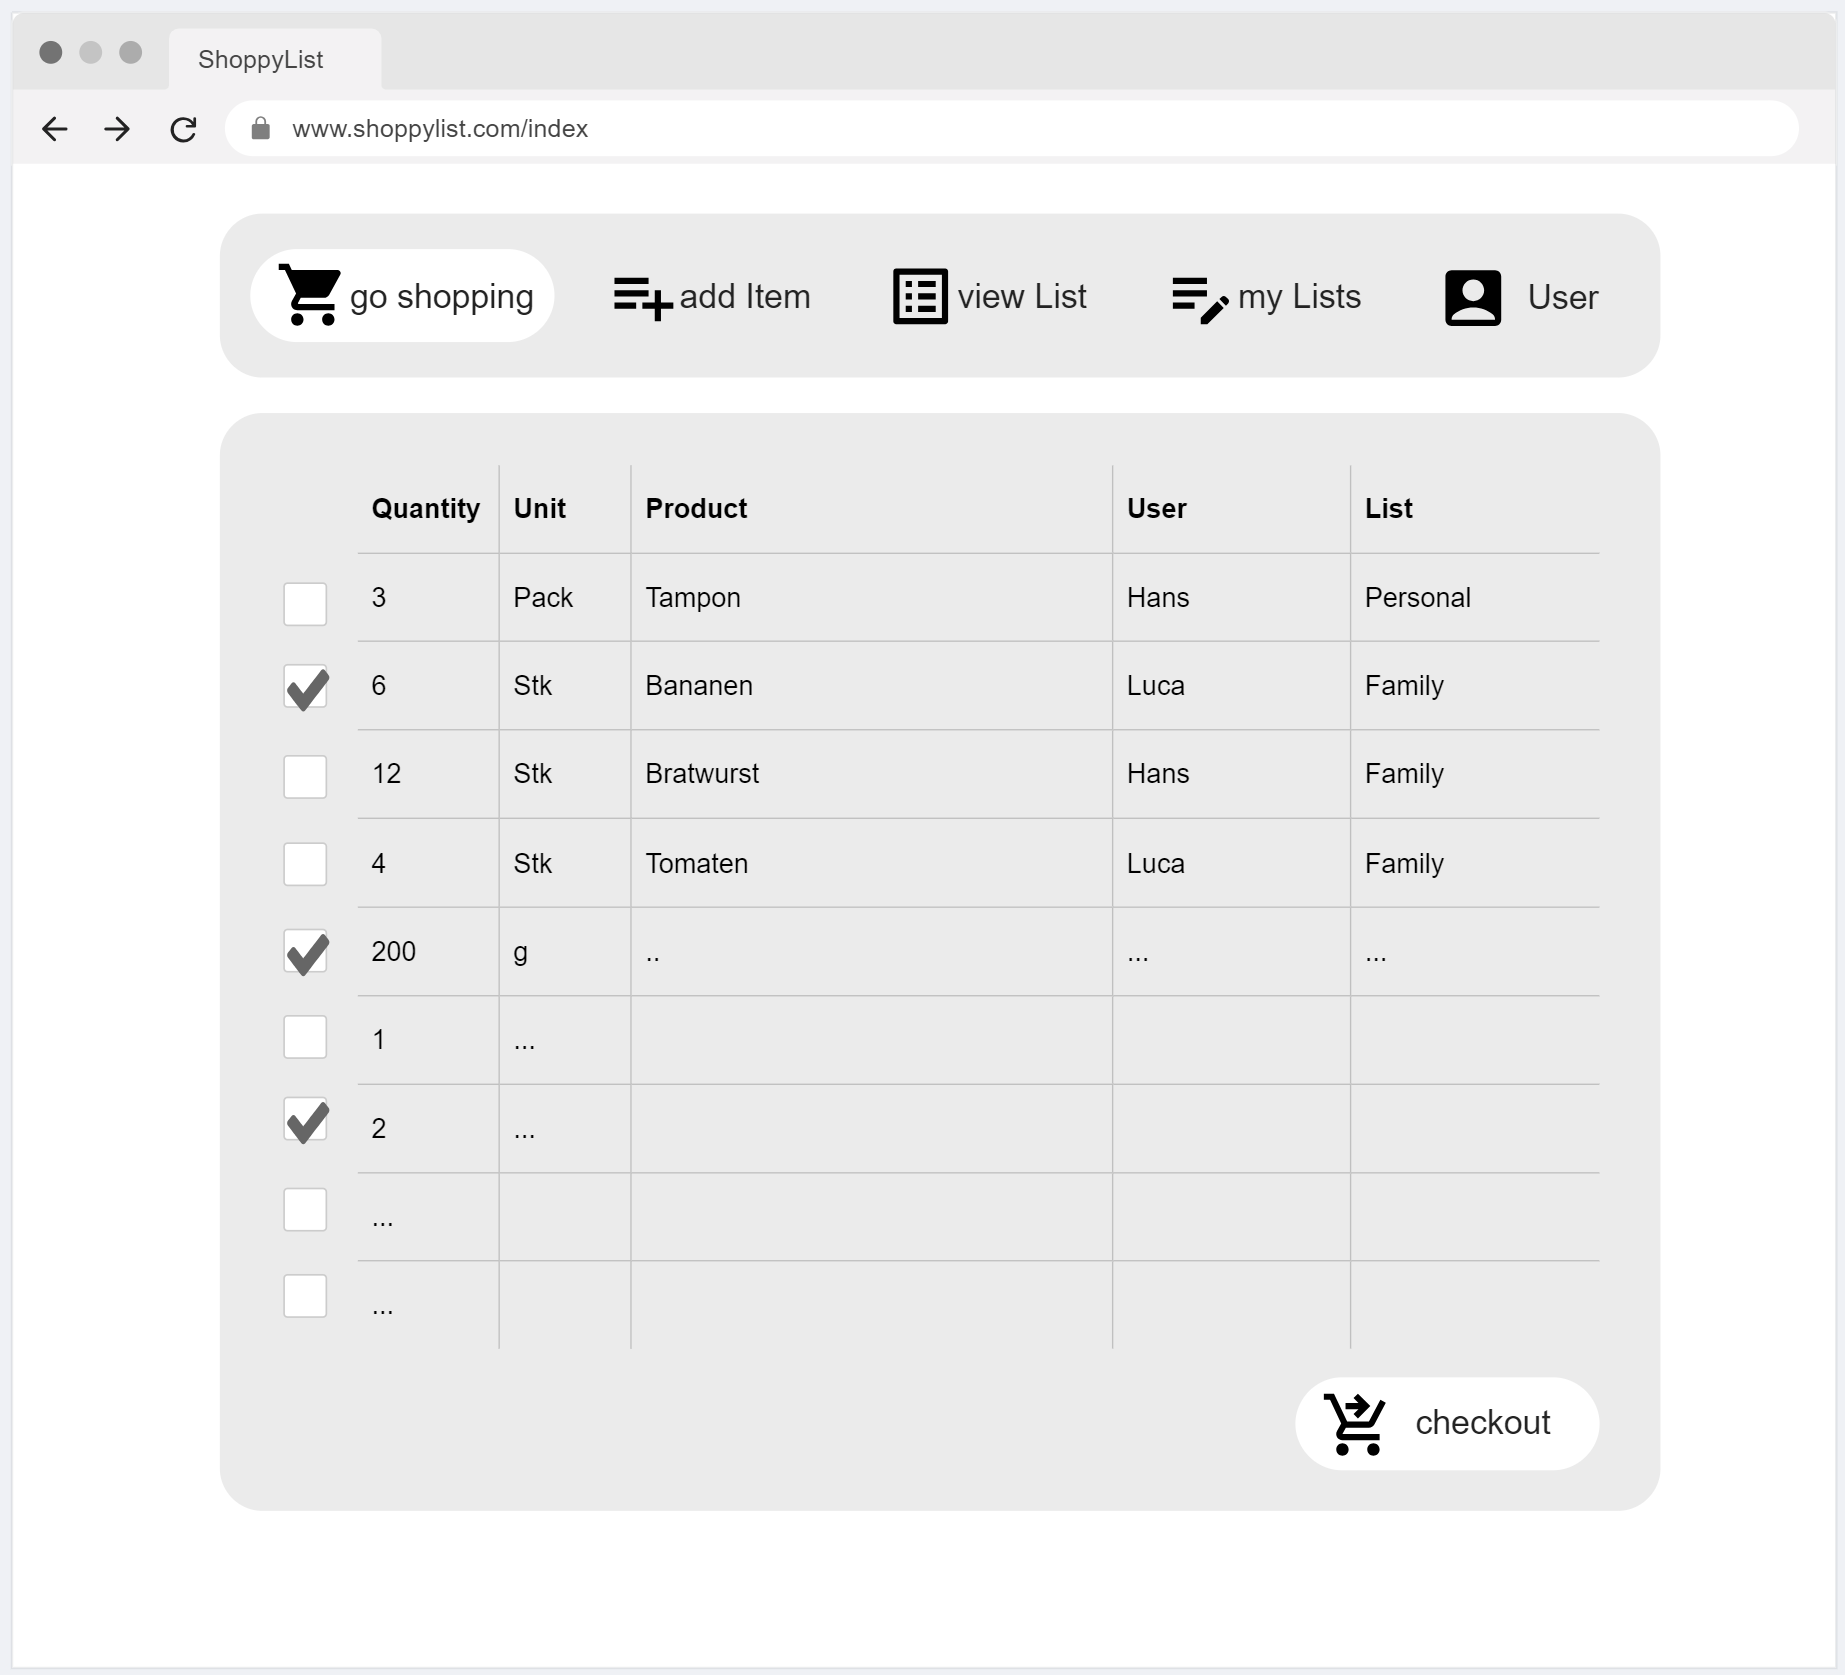 ShoppyList
www.shoppylist.com/index
go shopping add Item view List my Lists User
Quantity Unit Product User List
3 Pack Tampon Hans Personal
6 Stk Bananen Luca Family
12 Stk Bratwurst Hans Family
4 Stk Tomaten Luca Family
200 g .. ... ...
1 ...
2 ...
...
...
checkout